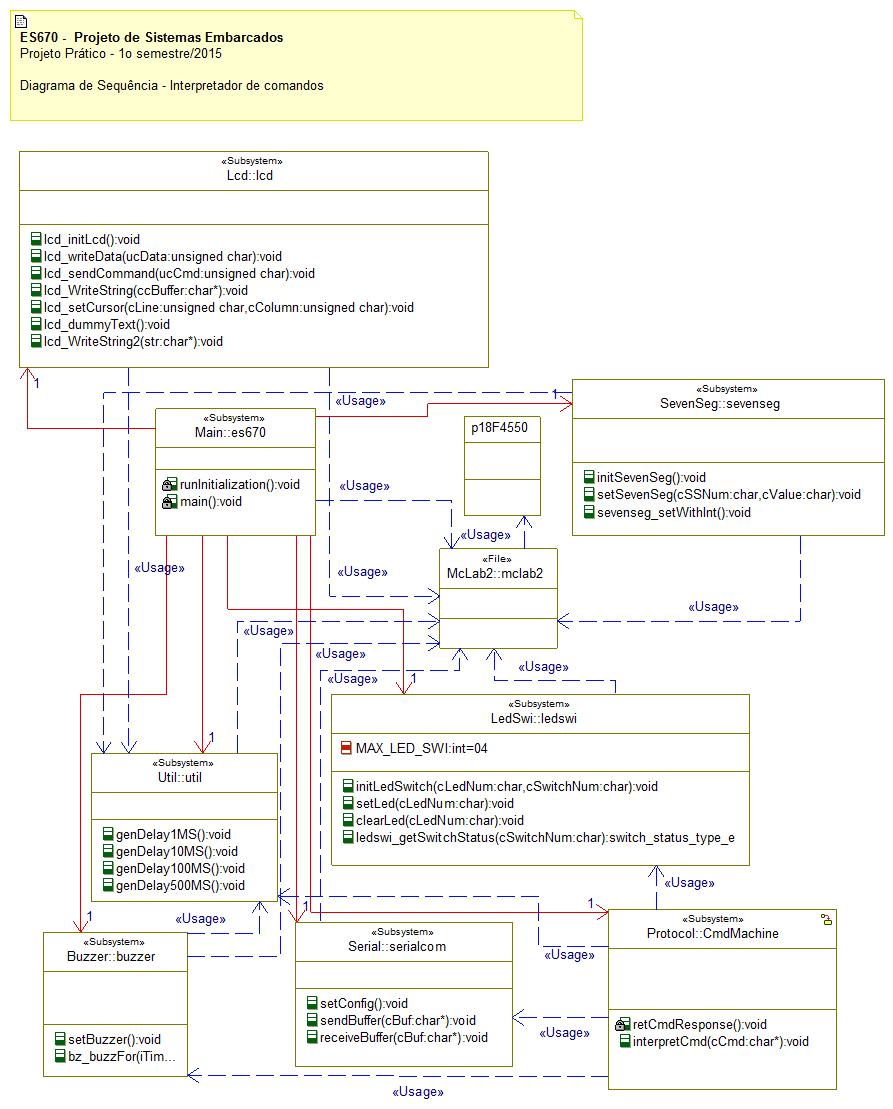 ES670 - Projeto de Sistemas Embarcados
Projeto Prático - 1o semestre/2015
Diagrama de Sequência - Interpretador de comandos
«Subsystem»
Lcd::lcd
lcd_initLcd():void
lcd_writeData(ucData:unsigned char):void
lcd_sendCommand(ucCmd:unsigned char):void
lcd_WriteString(ccBuffer:char*):void
lcd_setCursor(cLine:unsigned char,cColumn:unsigned char):void
lcd_dummyText():void
lcd_WriteString2(str:char*):void
1
«Usage»
1
«Subsystem»
SevenSeg::sevenseg
initSevenSeg():void
setSevenSeg(cSSNum:char,cValue:char):void
sevenseg_setWithInt():void
«Subsystem»
Main::es670
runInitialization():void
main():void
p18F4550
«Usage»
«Usage»
«File»
McLab2::mclab2
«Usage»
«Usage»
«Usage»
«Usage»
«Usage»
«Usage»
«Usage»
1
«Subsystem»
LedSwi::ledswi
MAX_LED_SWI:int=04
initLedSwitch(cLedNum:char,cSwitchNum:char):void
setLed(cLedNum:char):void
clearLed(cLedNum:char):void
ledswi_getSwitchStatus(cSwitchNum:char):switch_status_type_e
1
«Subsystem»
Util::util
genDelay1MS():void
genDelay10MS():void
genDelay100MS():void
genDelay500MS():void
«Usage»
1
«Usage»
1
1
«Subsystem»
Buzzer::buzzer
setBuzzer():void
bz_buzzFor(iTim...
«Subsystem»
Serial::serialcom
setConfig():void
sendBuffer(cBuf:char*):void
receiveBuffer(cBuf:char*):void
«Subsystem»
Protocol::CmdMachine
retCmdResponse():void
interpretCmd(cCmd:char*):void
«Usage»
«Usage»
«Usage»